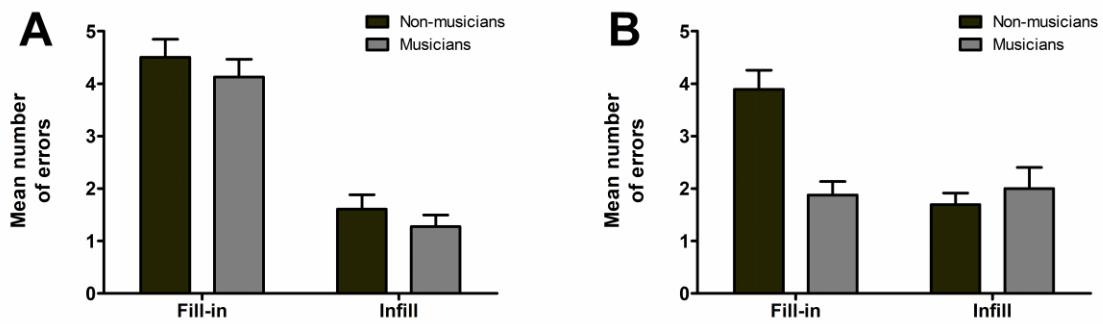 A
Non-musicians
Musicians
5
4
3
2
1
0
Mean number
of errors
Fill-in
Infill
B
Non-musicians
Musicians
5
4
3
2
1
0
Mean number
of errors
Fill-in
Infill